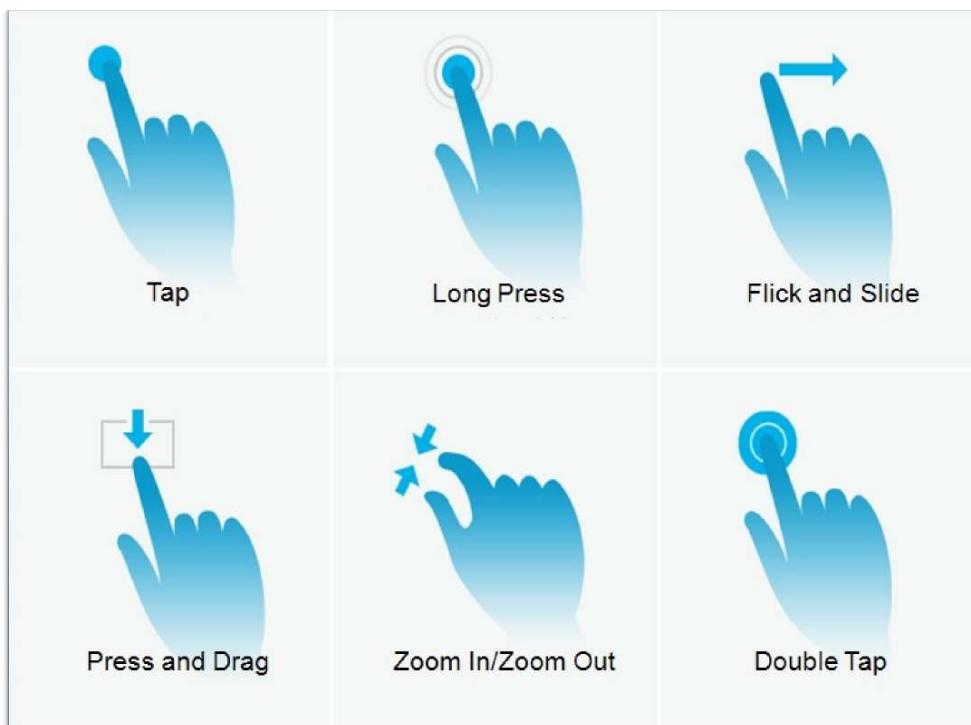 Tap
Long Press
Flick and Slide
Press and Drag
Zoom In/Zoom Out
Double Tap